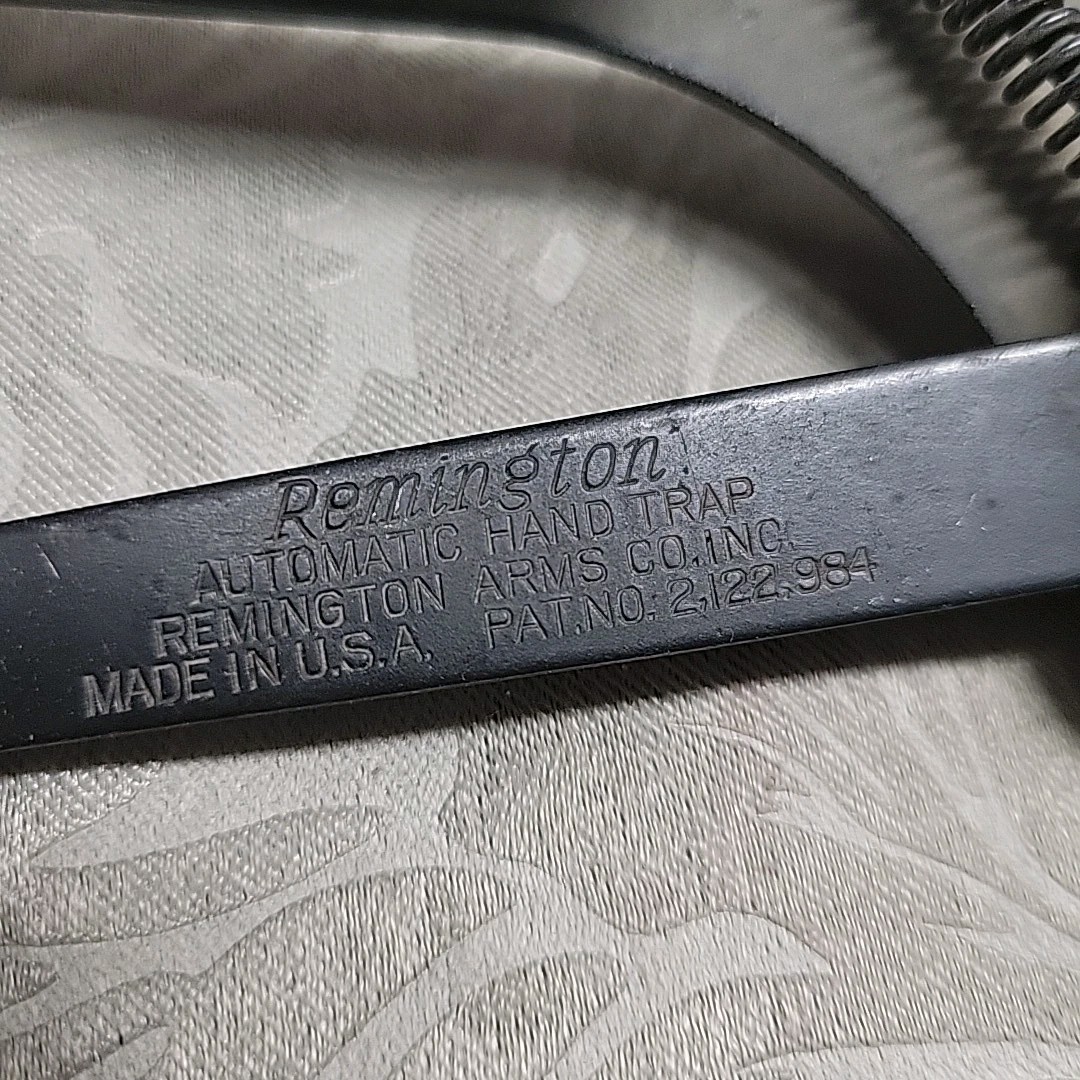 Remington
AUTOMATIC HAND TRAP
REMINGTON ARMS CO. INC.
MADE IN U.S.A. PAT. NO. 2,122,984